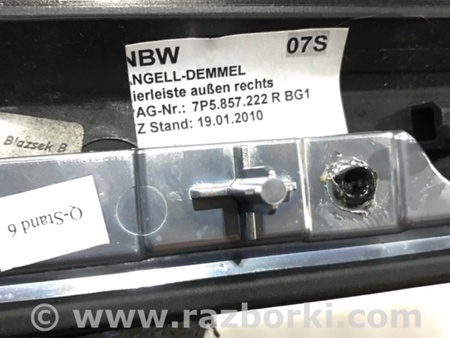 NBW 07S
ANGELL-DEMMEL
ierleiste außen rechts
AG-Nr.: 7P5.857.222 R BG1
Z Stand: 19.01.2010
Blazsek B
Q-Stand 6
© www.razborki.com